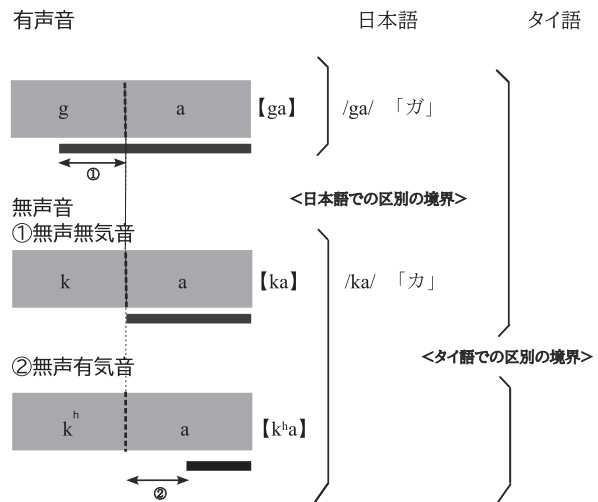 有声音 日本語 タイ語
g a 【ga】 /ga/ 「ガ」
①
<日本語での区別の境界>
無声音
①無声無気音
k a 【ka】 /ka/ 「カ」
<タイ語での区別の境界>
②無声有気音
kʰ a 【kʰa】
②